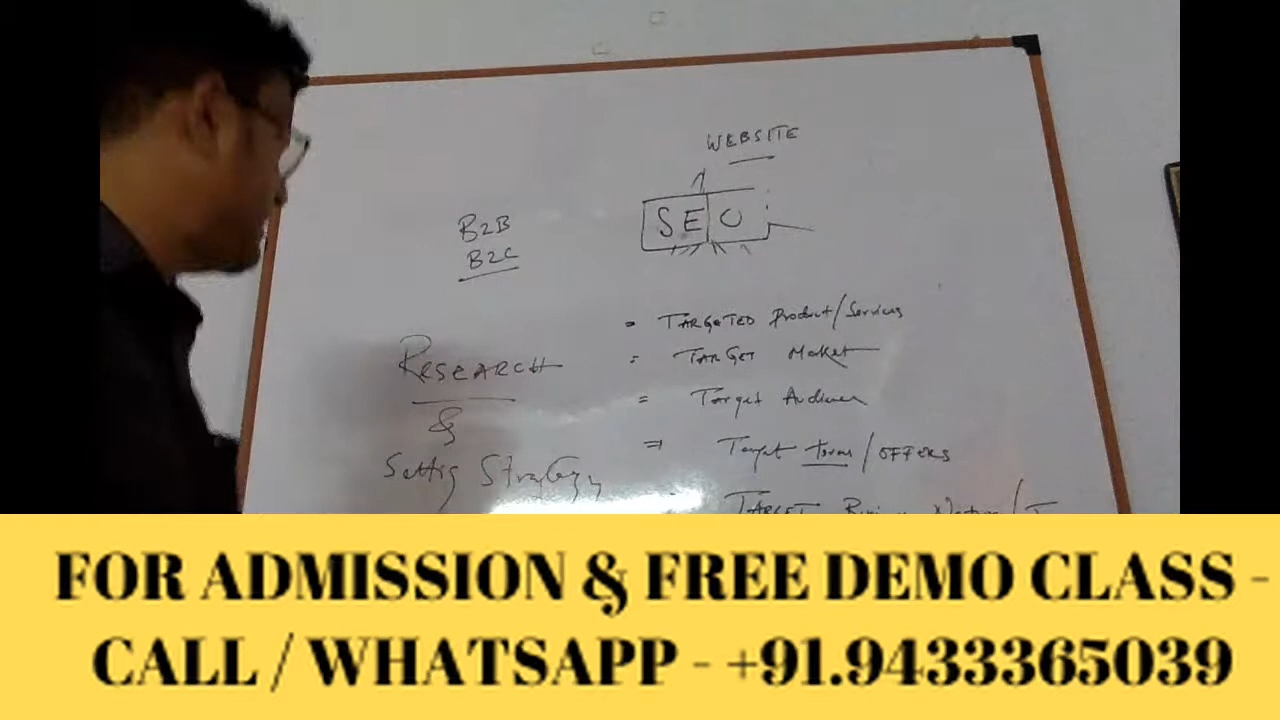 WEBSITE
SEO
B2B
B2C
= TARGETED Product/Services
= TARGET Market
= Target Audience
RESEARCH
&
Setting Strategy
= Target /OFFERS
TARGET
FOR ADMISSION & FREE DEMO CLASS -
CALL / WHATSAPP - +91.9433365039